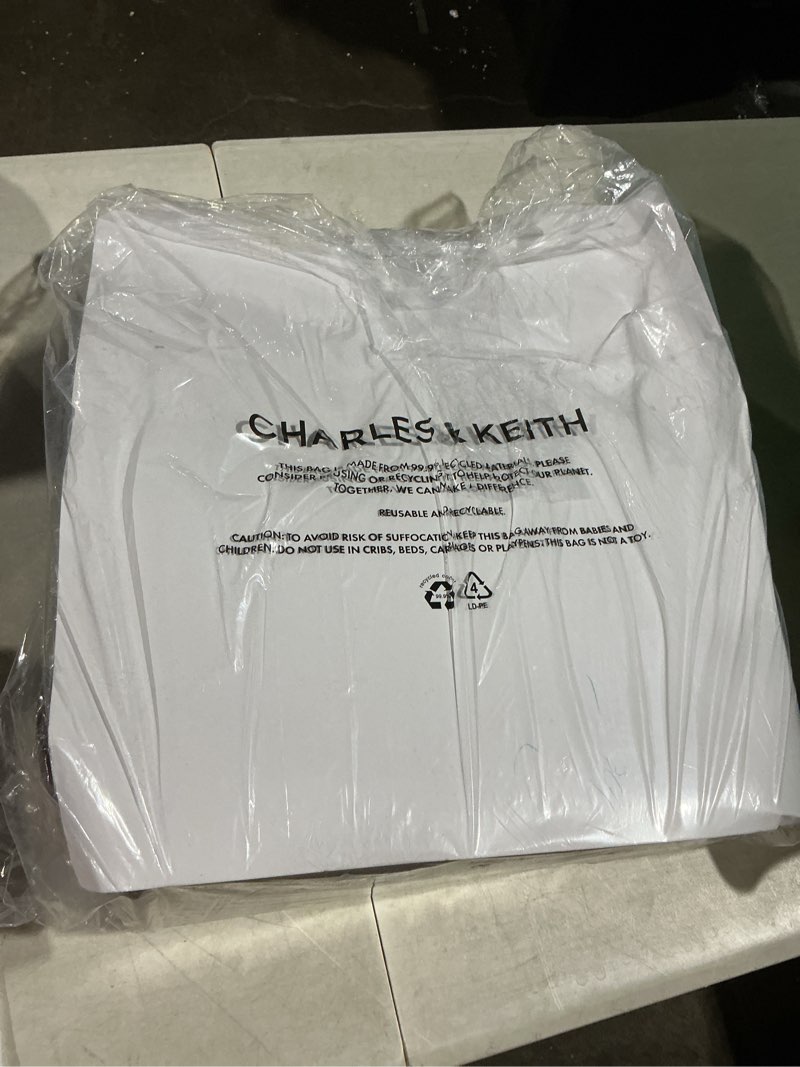 CHARLES & KEITH
THIS BAG IS MADE FROM 99.9% RECYCLED MATERIAL. PLEASE
CONSIDER REUSING OR RECYCLING IT TO HELP PROTECT OUR PLANET.
TOGETHER, WE CAN MAKE A DIFFERENCE.
REUSABLE AND RECYCLABLE.
CAUTION: TO AVOID RISK OF SUFFOCATION KEEP THIS BAG AWAY FROM BABIES AND
CHILDREN. DO NOT USE IN CRIBS, BEDS, CARRIAGES OR PLAYPENS. THIS BAG IS NOT A TOY.
recycled
99.9%
4
LD-PE